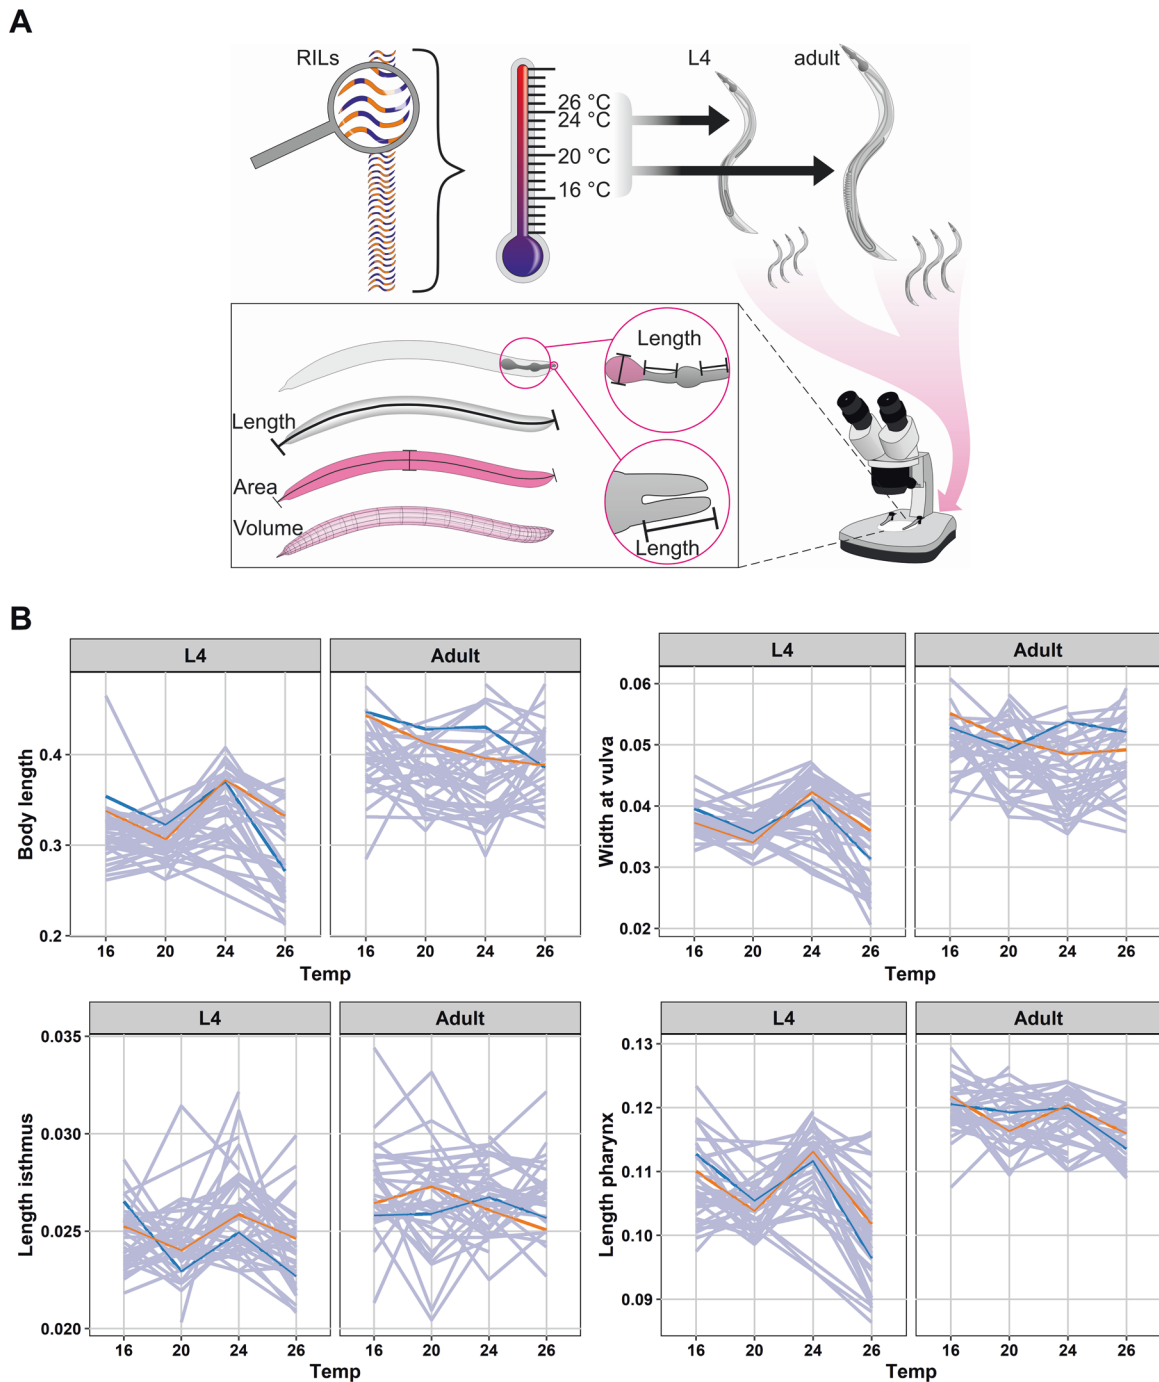 A
RILs
26 °C
24 °C
20 °C
16 °C
L4
adult
Length
Area
Volume
Length
Length
B
L4
Adult
Body length
0.4
0.3
0.2
16
20
24
26
16
20
24
26
Temp
L4
Adult
Width at vulva
0.06
0.05
0.04
0.03
0.02
16
20
24
26
16
20
24
26
Temp
L4
Adult
Length isthmus
0.035
0.030
0.025
0.020
16
20
24
26
16
20
24
26
Temp
L4
Adult
Length pharynx
0.13
0.12
0.11
0.10
0.09
16
20
24
26
16
20
24
26
Temp